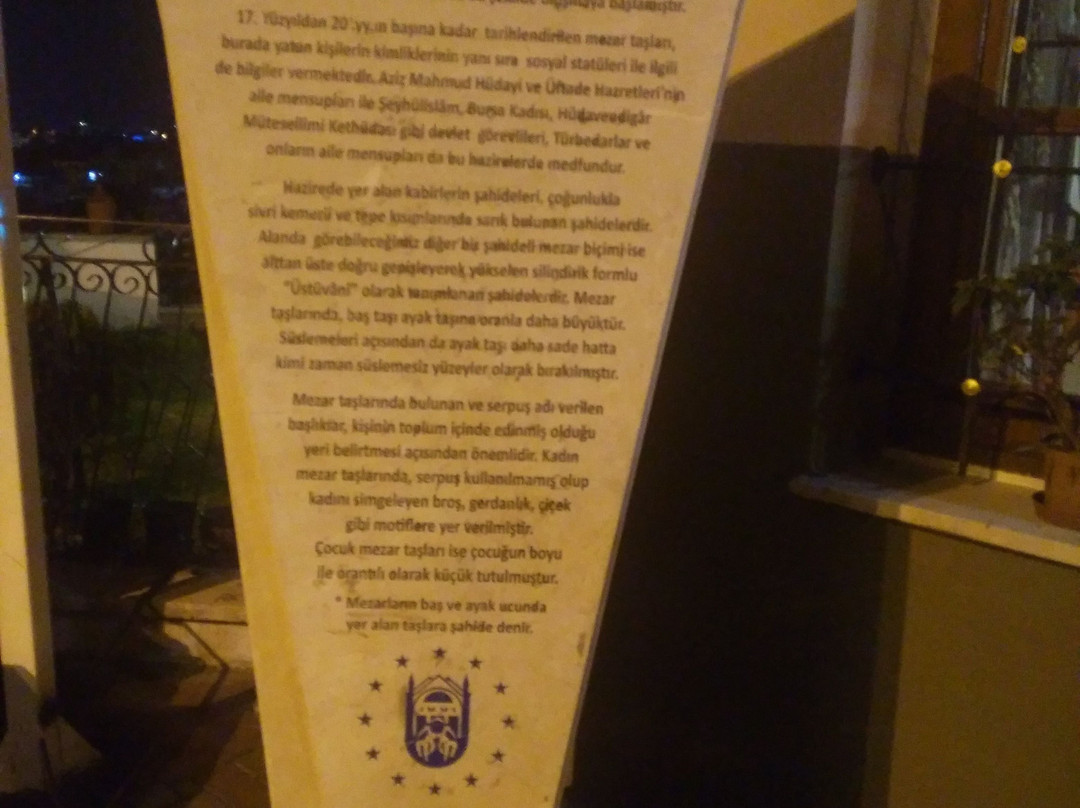 başlamıştır.
17. Yüzyıldan 20.yy.ın başına kadar tarihlendirilen mezar taşları,
burada yatan kişilerin kimliklerinin yanı sıra sosyal statüleri ile ilgili
de bilgiler vermektedir. Aziz Mahmud Hüdayi ve Üftade Hazretleri'nin
aile mensupları ile Şeyhülislâm, Bursa Kadısı, Hüdavendigâr
Mütesellimi Kethüdası gibi devlet görevlileri, Türbedarlar ve
onların aile mensupları da bu hazirelerde medfundur.
Hazirede yer alan kabirlerin şahideleri, çoğunlukla
sivri kemerli ve tepe kısımlarında sarık bulunan şahidelerdir.
Alanda görebileceğimiz diğer bir şahideli mezar biçimi ise
alttan üste doğru genişleyerek yükselen silindirik formlu
"Üstüvâni" olarak tanımlanan şahidelerdir. Mezar
taşlarında, baş taşı ayak taşına oranla daha büyüktür.
Süslemeleri açısından da ayak taşı daha sade hatta
kimi zaman süslemesiz yüzeyler olarak bırakılmıştır.
Mezar taşlarında bulunan ve serpuş adı verilen
başlıklar, kişinin toplum içinde edinmiş olduğu
yeri belirtmesi açısından önemlidir. Kadın
mezar taşlarında, serpuş kullanılmamış olup
kadını simgeleyen broş, gerdanlık, çiçek
gibi motiflere yer verilmiştir.
Çocuk mezar taşları ise çocuğun boyu
ile orantılı olarak küçük tutulmuştur.
* Mezarların baş ve ayak ucunda
yer alan taşlara şahide denir.